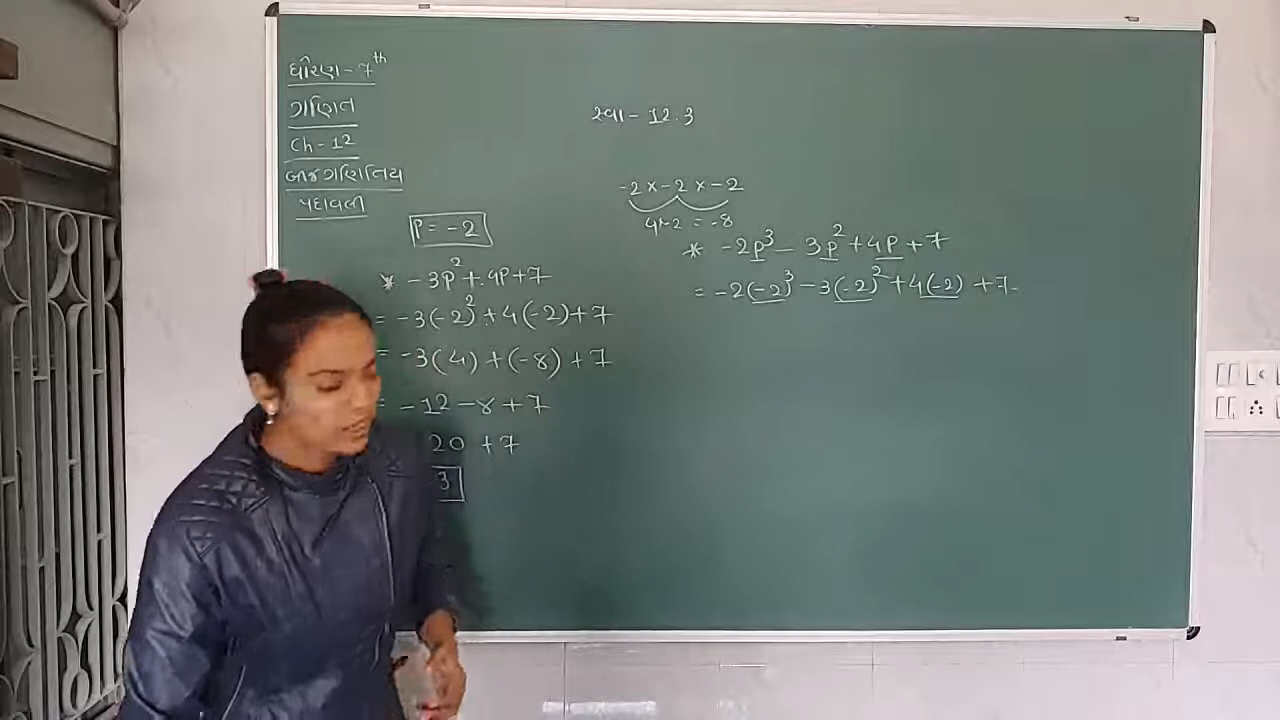 ધોરણ - 7th
ગણિત
Ch - 12
બીજગણિતિય
પદાવલી
સ્વા - 12.3
P = -2
* -3p² + 4p + 7
= -3(-2)² + 4(-2) + 7
= -3(4) + (-8) + 7
= -12 - 8 + 7
20 + 7
3
-2 × -2 × -2
4×-2 = -8
* -2p³ - 3p² + 4p + 7
= -2(-2)³ - 3(-2)² + 4(-2) + 7